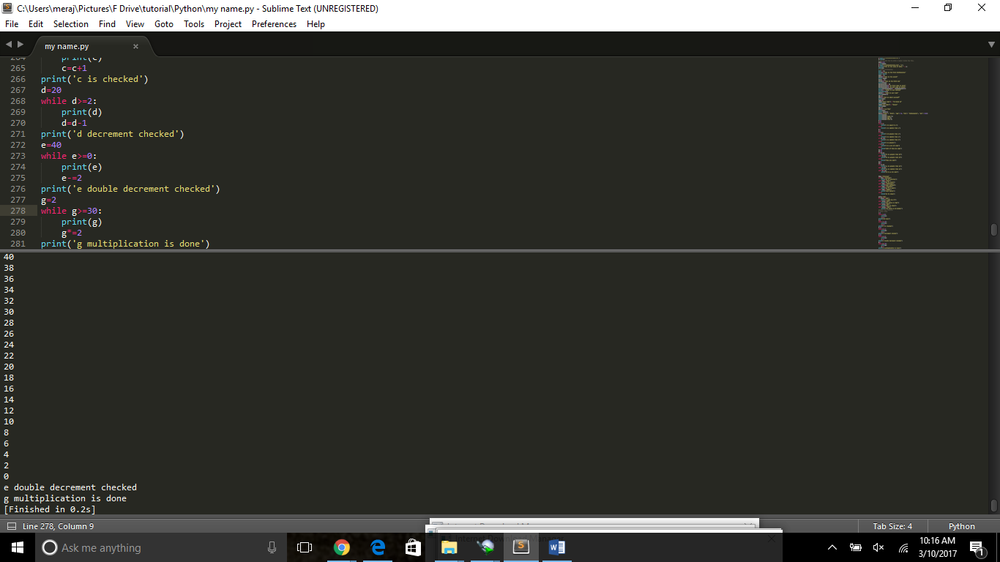 C:\Users\meraj\Pictures\F Drive\tutorial\Python\my name.py - Sublime Text (UNREGISTERED)
File Edit Selection Find View Goto Tools Project Preferences Help
my name.py
264 print(c)
265 c=c+1
266 print('c is checked')
267 d=20
268 while d>=2:
269 print(d)
270 d=d-1
271 print('d decrement checked')
272 e=40
273 while e>=0:
274 print(e)
275 e-=2
276 print('e double decrement checked')
277 g=2
278 while g>=30:
279 print(g)
280 g*=2
281 print('g multiplication is done')
40
38
36
34
32
30
28
26
24
22
20
18
16
14
12
10
8
6
4
2
0
e double decrement checked
g multiplication is done
[Finished in 0.2s]
Line 278, Column 9 Tab Size: 4 Python
Ask me anything
10:16 AM
3/10/2017
1